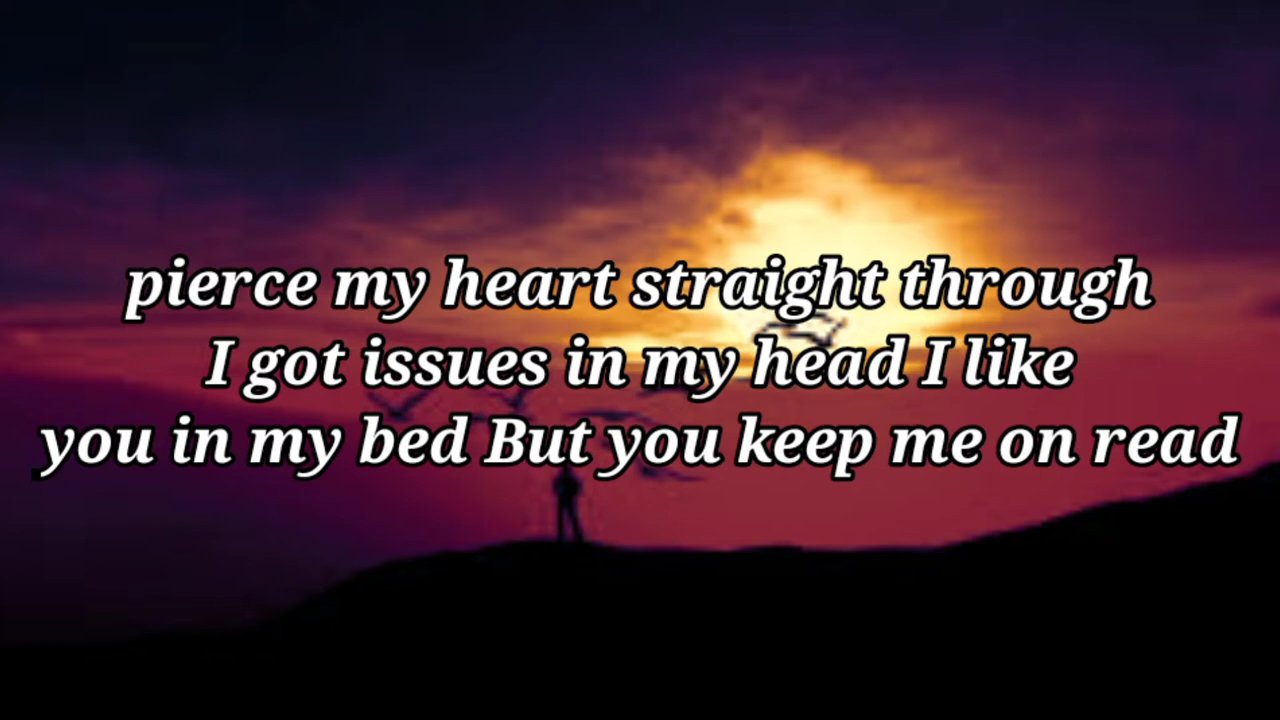 pierce my heart straight through
I got issues in my head I like
you in my bed But you keep me on read